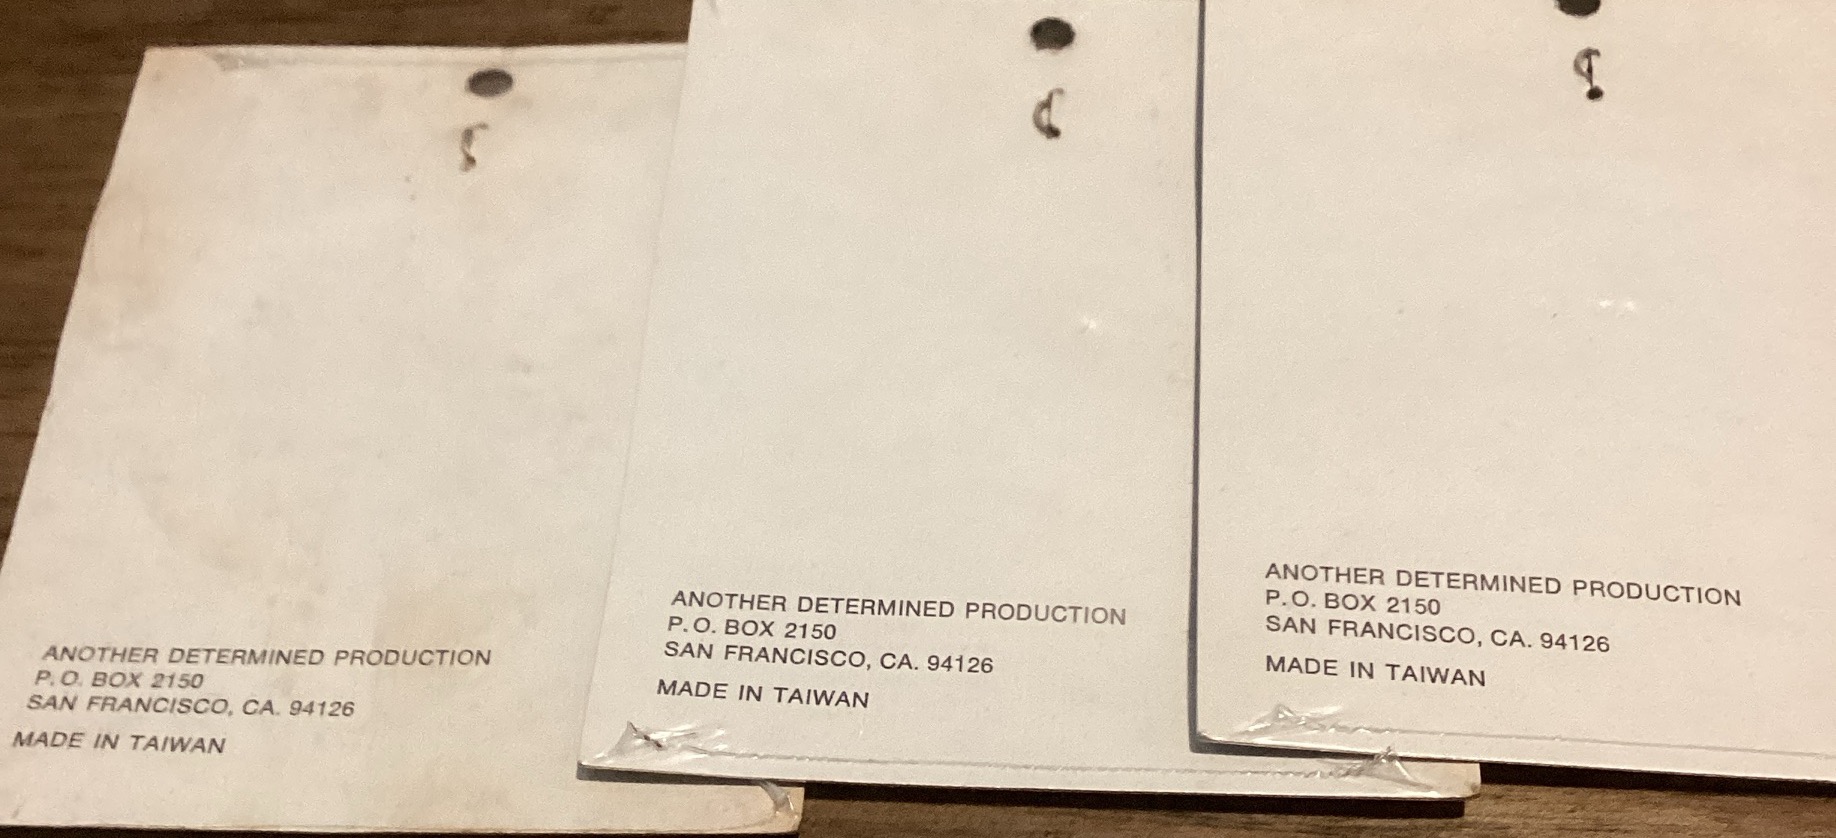 ANOTHER DETERMINED PRODUCTION
P.O. BOX 2150
SAN FRANCISCO, CA. 94126
MADE IN TAIWAN
ANOTHER DETERMINED PRODUCTION
P.O. BOX 2150
SAN FRANCISCO, CA. 94126
MADE IN TAIWAN
ANOTHER DETERMINED PRODUCTION
P.O. BOX 2150
SAN FRANCISCO, CA. 94126
MADE IN TAIWAN